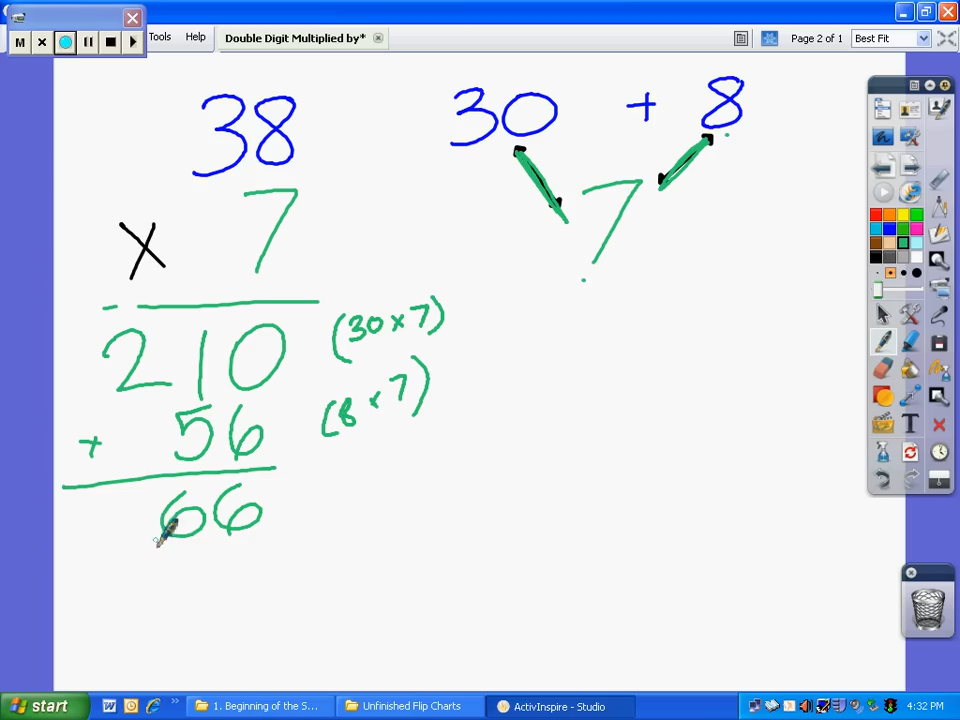 M
Tools Help Double Digit Multiplied by* Page 2 of 1 Best Fit
38 30 + 8
x 7 7
210 (30 x 7)
+ 56 (8 x 7)
66
T
start W 1. Beginning of the S... Unfinished Flip Charts ActivInspire - Studio 4:32 PM